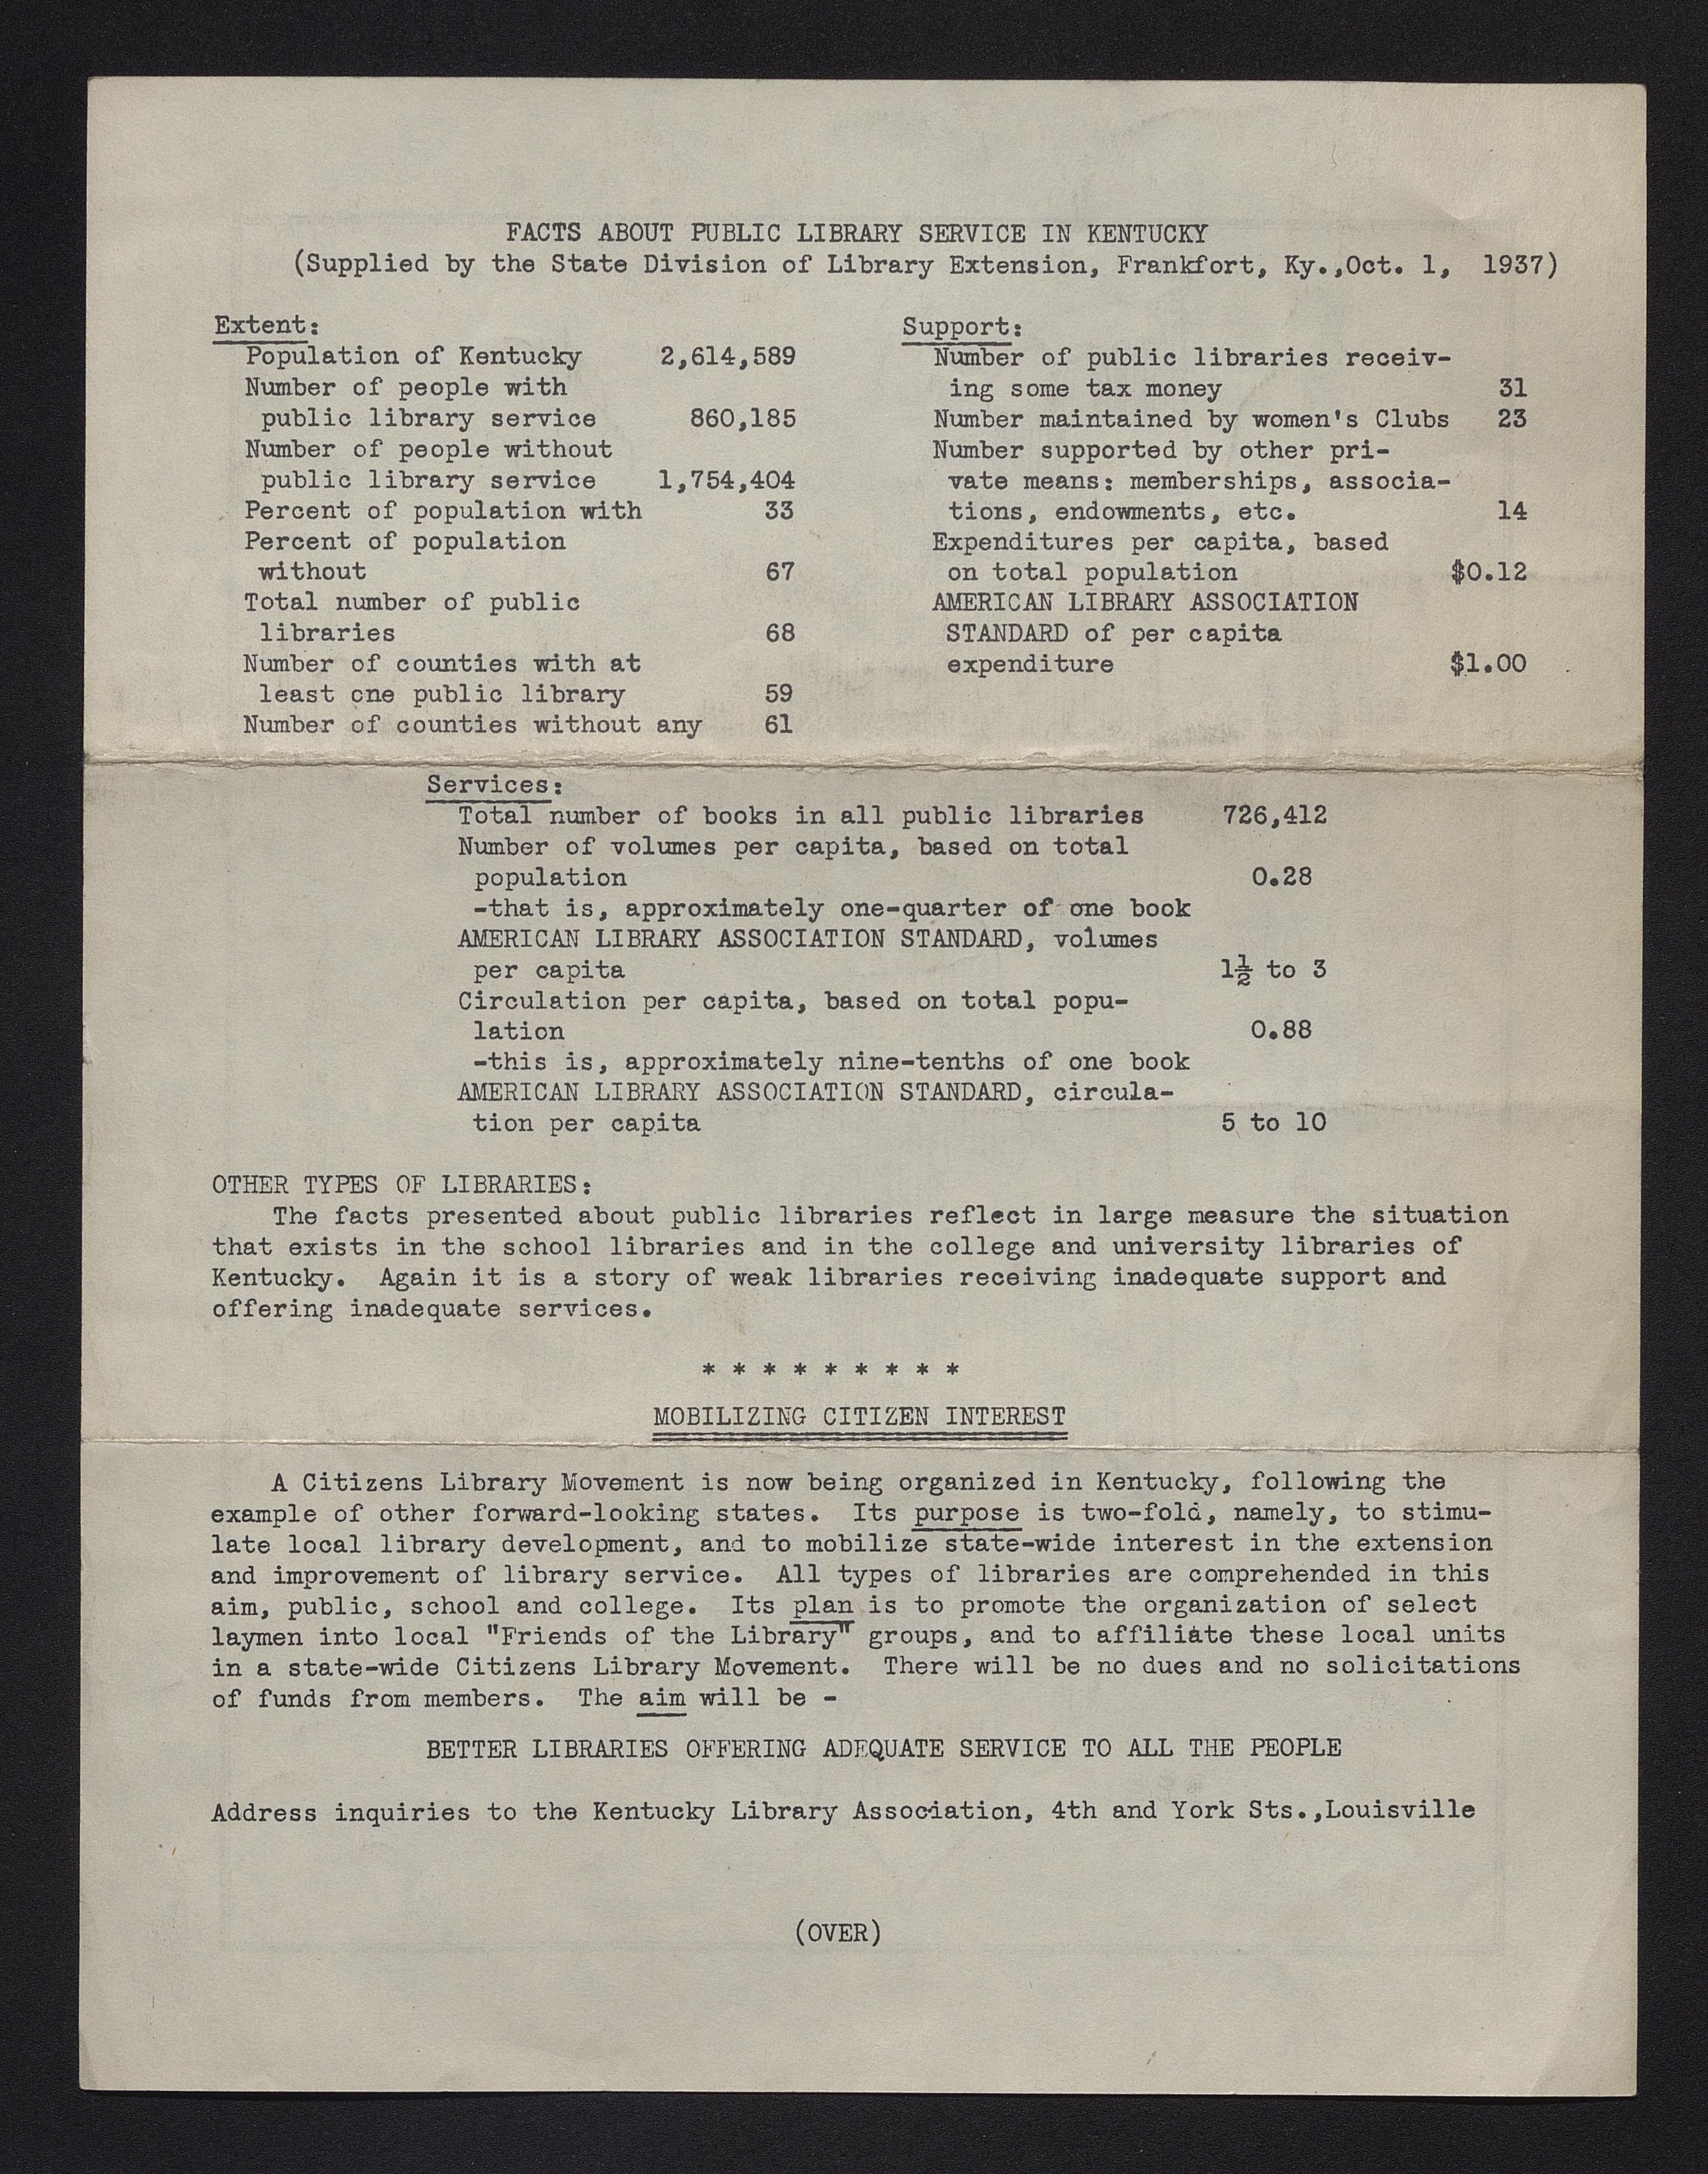 FACTS ABOUT PUBLIC LIBRARY SERVICE IN KENTUCKY
(Supplied by the State Division of Library Extension, Frankfort, Ky.,Oct. 1, 1937)
Extent:
Population of Kentucky 2,614,589
Number of people with
public library service 860,185
Number of people without
public library service 1,754,404
Percent of population with 33
Percent of population
without 67
Total number of public
libraries 68
Number of counties with at
least one public library 59
Number of counties without any 61
Support:
Number of public libraries receiv-
ing some tax money 31
Number maintained by women's Clubs 23
Number supported by other pri-
vate means: memberships, associa-
tions, endowments, etc. 14
Expenditures per capita, based
on total population $0.12
AMERICAN LIBRARY ASSOCIATION
STANDARD of per capita
expenditure $1.00
Services:
Total number of books in all public libraries 726,412
Number of volumes per capita, based on total
population 0.28
-that is, approximately one-quarter of one book
AMERICAN LIBRARY ASSOCIATION STANDARD, volumes
per capita 1½ to 3
Circulation per capita, based on total popu-
lation 0.88
-this is, approximately nine-tenths of one book
AMERICAN LIBRARY ASSOCIATION STANDARD, circula-
tion per capita 5 to 10
OTHER TYPES OF LIBRARIES:
The facts presented about public libraries reflect in large measure the situation
that exists in the school libraries and in the college and university libraries of
Kentucky. Again it is a story of weak libraries receiving inadequate support and
offering inadequate services.
* * * * * * * * *
MOBILIZING CITIZEN INTEREST
A Citizens Library Movement is now being organized in Kentucky, following the
example of other forward-looking states. Its purpose is two-fold, namely, to stimu-
late local library development, and to mobilize state-wide interest in the extension
and improvement of library service. All types of libraries are comprehended in this
aim, public, school and college. Its plan is to promote the organization of select
laymen into local "Friends of the Library" groups, and to affiliate these local units
in a state-wide Citizens Library Movement. There will be no dues and no solicitations
of funds from members. The aim will be -
BETTER LIBRARIES OFFERING ADEQUATE SERVICE TO ALL THE PEOPLE
Address inquiries to the Kentucky Library Association, 4th and York Sts.,Louisville
(OVER)